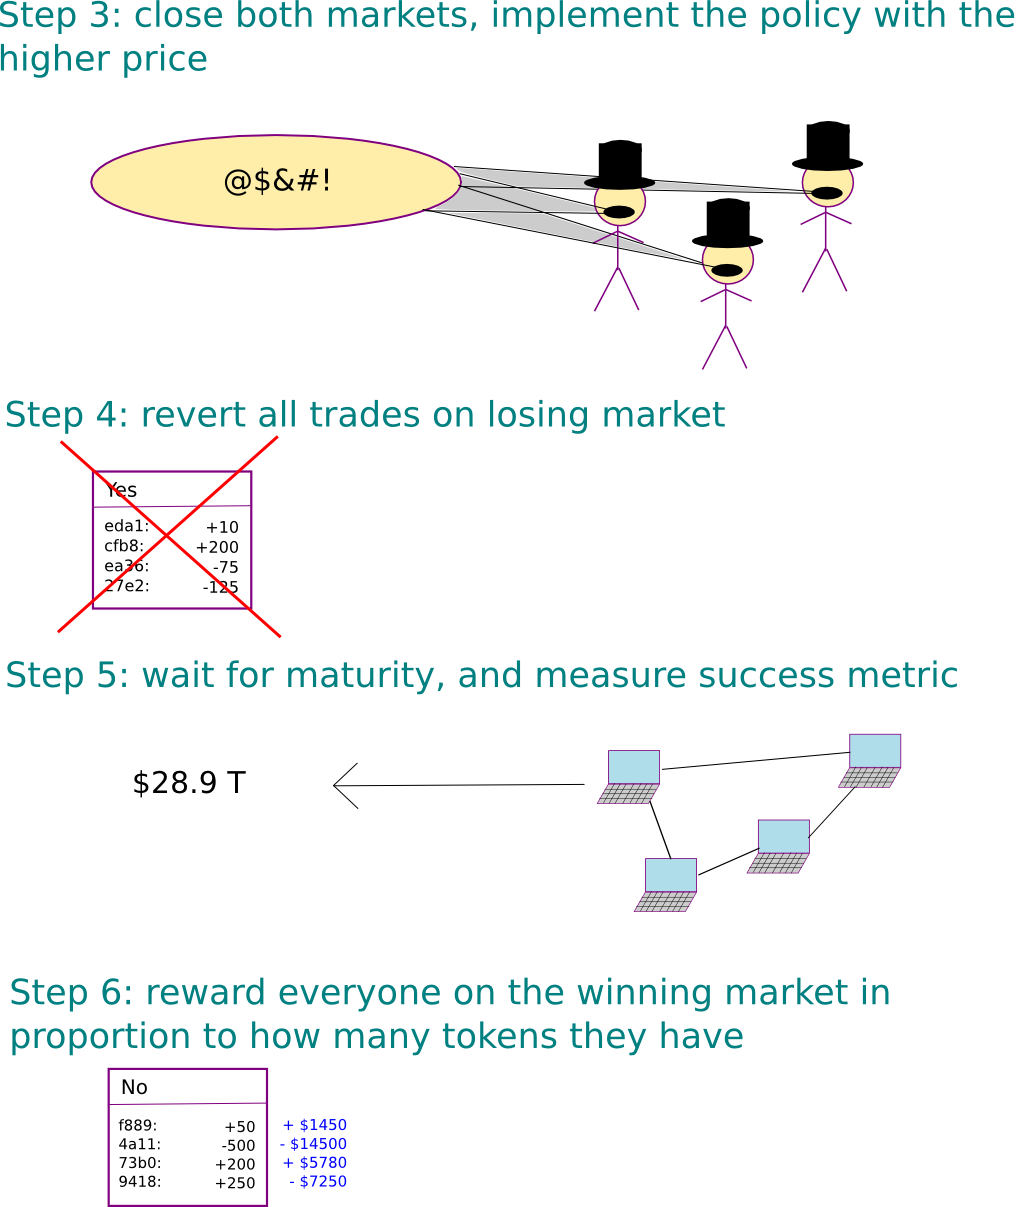 Step 3: close both markets, implement the policy with the
higher price
@$&#!
Step 4: revert all trades on losing market
Yes
eda1: +10
cfb8: +200
ea36: -75
27e2: -125
Step 5: wait for maturity, and measure success metric
$28.9 T
Step 6: reward everyone on the winning market in
proportion to how many tokens they have
No
f889: +50 + $1450
4a11: -500 - $14500
73b0: +200 + $5780
9418: +250 - $7250